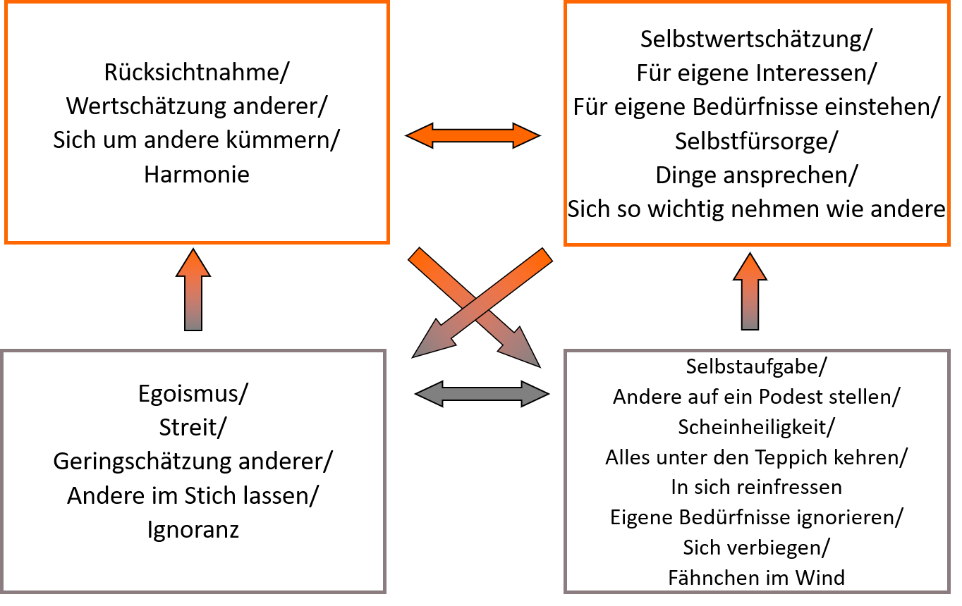 Rücksichtnahme/
Wertschätzung anderer/
Sich um andere kümmern/
Harmonie
Selbstwertschätzung/
Für eigene Interessen/
Für eigene Bedürfnisse einstehen/
Selbstfürsorge/
Dinge ansprechen/
Sich so wichtig nehmen wie andere
Egoismus/
Streit/
Geringschätzung anderer/
Andere im Stich lassen/
Ignoranz
Selbstaufgabe/
Andere auf ein Podest stellen/
Scheinheiligkeit/
Alles unter den Teppich kehren/
In sich reinfressen
Eigene Bedürfnisse ignorieren/
Sich verbiegen/
Fähnchen im Wind